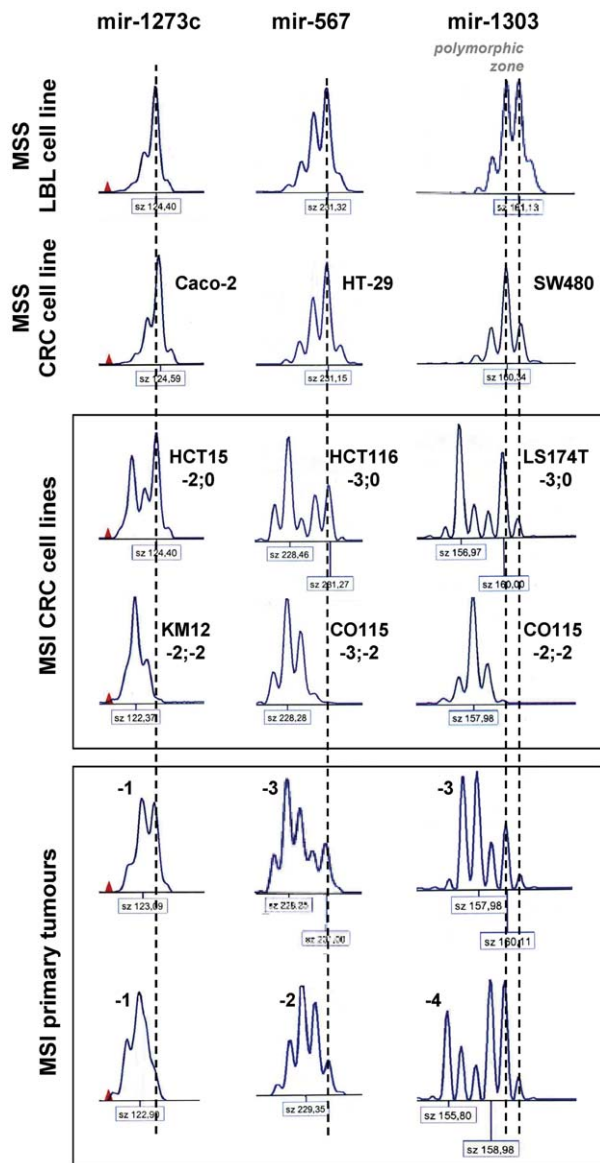 mir-1273c mir-567 mir-1303
polymorphic
zone
MSS
LBL cell line
sz 124,40 sz 231,32 sz 161,13
MSS
CRC cell line
Caco-2 HT-29 SW480
sz 124,59 sz 231,15 sz 160,34
MSI CRC cell lines
HCT15 HCT116 LS174T
-2;0 -3;0 -3;0
sz 124,40 sz 228,46 sz 156,97
sz 231,27 sz 160,00
KM12 CO115 CO115
-2;-2 -3;-2 -2;-2
sz 122,37 sz 228,28 sz 157,98
MSI primary tumours
-1 -3 -3
sz 123,69 sz 157,98
sz 160,11
-1 -2 -4
sz 122,90 sz 229,35 sz 155,80
sz 158,98